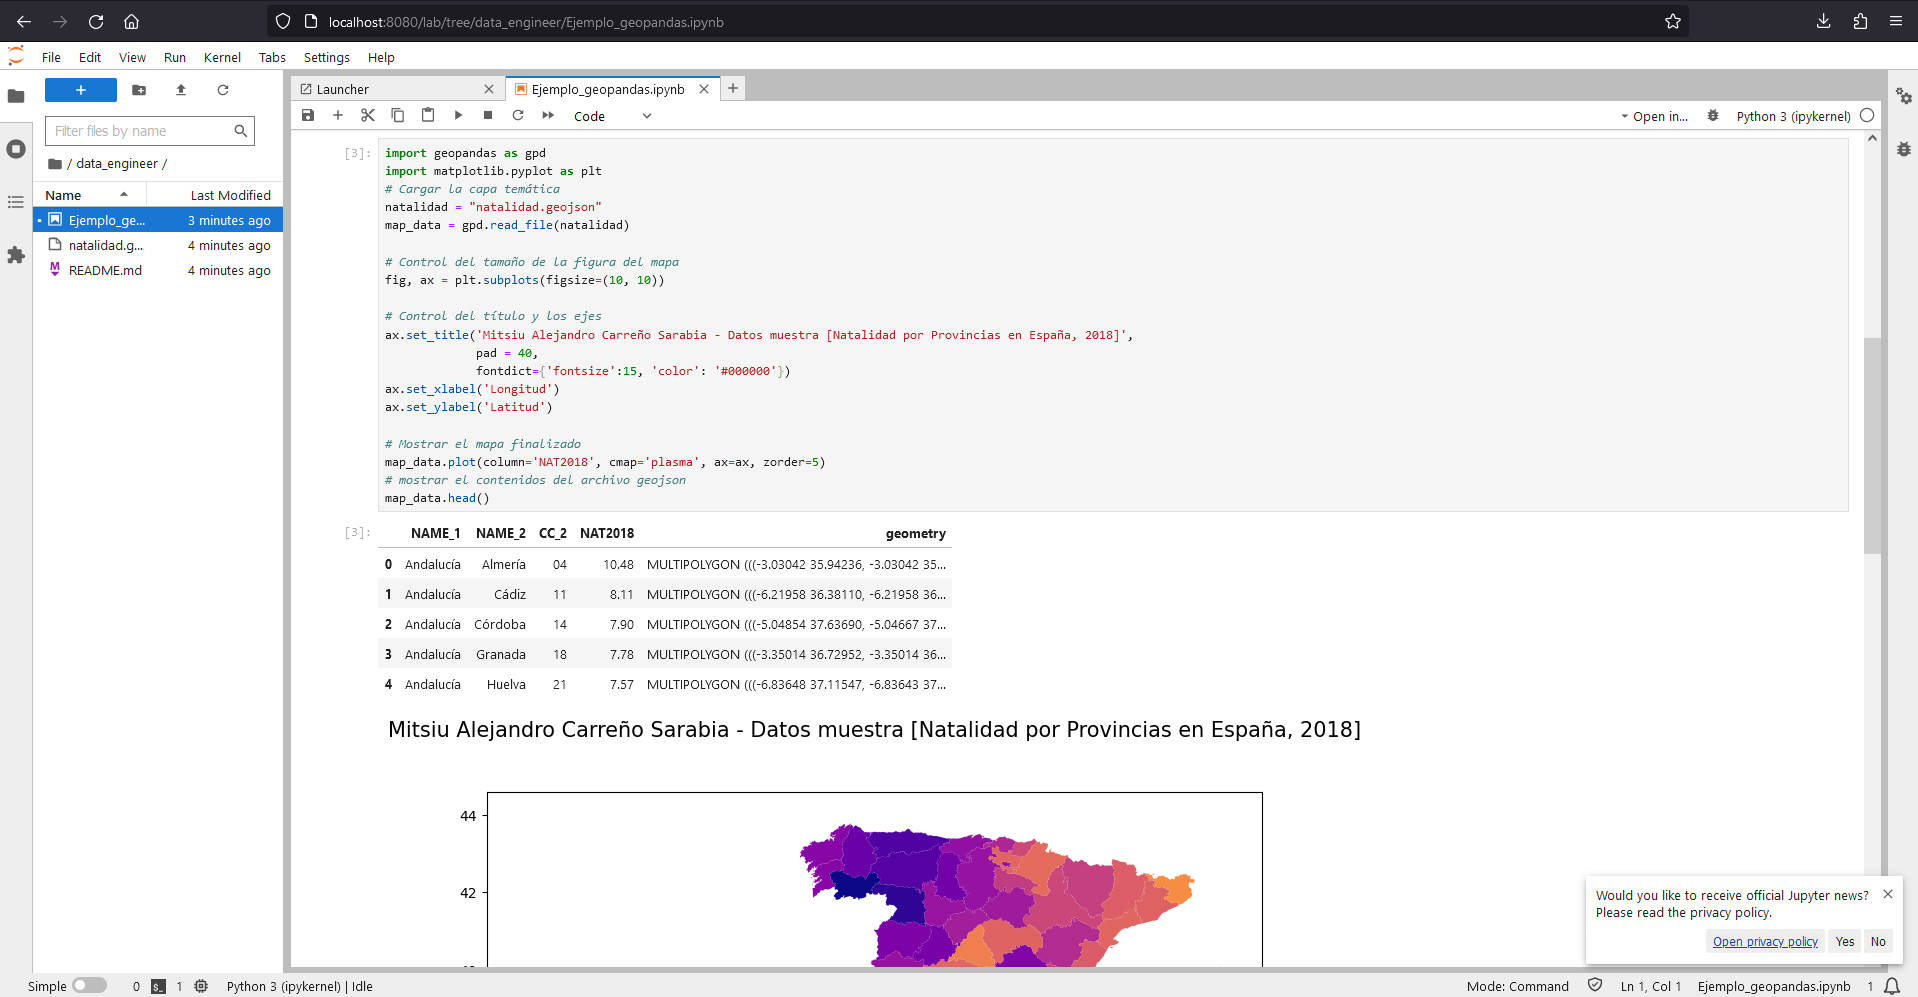 localhost:8080/lab/tree/data_engineer/Ejemplo_geopandas.ipynb
File Edit View Run Kernel Tabs Settings Help
+
Filter files by name
/ data_engineer /
Name Last Modified
Ejemplo_ge... 3 minutes ago
natalidad.g... 4 minutes ago
README.md 4 minutes ago
Launcher
Ejemplo_geopandas.ipynb
+
Code
Open in...
Python 3 (ipykernel)
[3]:
import geopandas as gpd
import matplotlib.pyplot as plt
# Cargar la capa temática
natalidad = "natalidad.geojson"
map_data = gpd.read_file(natalidad)
# Control del tamaño de la figura del mapa
fig, ax = plt.subplots(figsize=(10, 10))
# Control del título y los ejes
ax.set_title('Mitsiu Alejandro Carreño Sarabia - Datos muestra [Natalidad por Provincias en España, 2018]',
pad = 40,
fontdict={'fontsize':15, 'color': '#000000'})
ax.set_xlabel('Longitud')
ax.set_ylabel('Latitud')
# Mostrar el mapa finalizado
map_data.plot(column='NAT2018', cmap='plasma', ax=ax, zorder=5)
# mostrar el contenidos del archivo geojson
map_data.head()
[3]:
NAME_1 NAME_2 CC_2 NAT2018 geometry
0 Andalucía Almería 04 10.48 MULTIPOLYGON (((-3.03042 35.94236, -3.03042 35...
1 Andalucía Cádiz 11 8.11 MULTIPOLYGON (((-6.21958 36.38110, -6.21958 36...
2 Andalucía Córdoba 14 7.90 MULTIPOLYGON (((-5.04854 37.63690, -5.04667 37...
3 Andalucía Granada 18 7.78 MULTIPOLYGON (((-3.35014 36.72952, -3.35014 36...
4 Andalucía Huelva 21 7.57 MULTIPOLYGON (((-6.83648 37.11547, -6.83643 37...
Mitsiu Alejandro Carreño Sarabia - Datos muestra [Natalidad por Provincias en España, 2018]
44
42
Would you like to receive official Jupyter news?
Please read the privacy policy.
Open privacy policy Yes No
Simple 0 1 Python 3 (ipykernel) | Idle
Mode: Command Ln 1, Col 1 Ejemplo_geopandas.ipynb 1